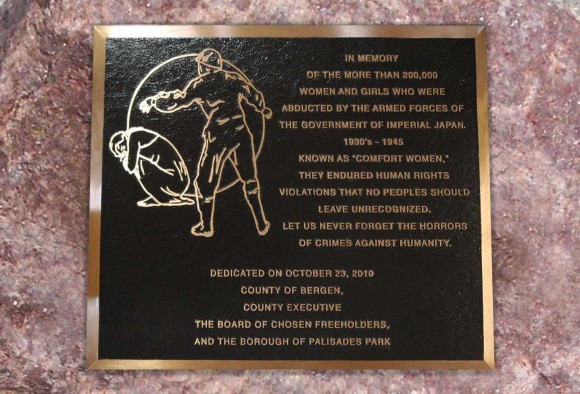 IN MEMORY
OF THE MORE THAN 200,000
WOMEN AND GIRLS WHO WERE
ABDUCTED BY THE ARMED FORCES OF
THE GOVERNMENT OF IMPERIAL JAPAN.
1930's - 1945
KNOWN AS "COMFORT WOMEN,"
THEY ENDURED HUMAN RIGHTS
VIOLATIONS THAT NO PEOPLES SHOULD
LEAVE UNRECOGNIZED.
LET US NEVER FORGET THE HORRORS
OF CRIMES AGAINST HUMANITY.
DEDICATED ON OCTOBER 23, 2010
COUNTY OF BERGEN,
COUNTY EXECUTIVE
THE BOARD OF CHOSEN FREEHOLDERS,
AND THE BOROUGH OF PALISADES PARK